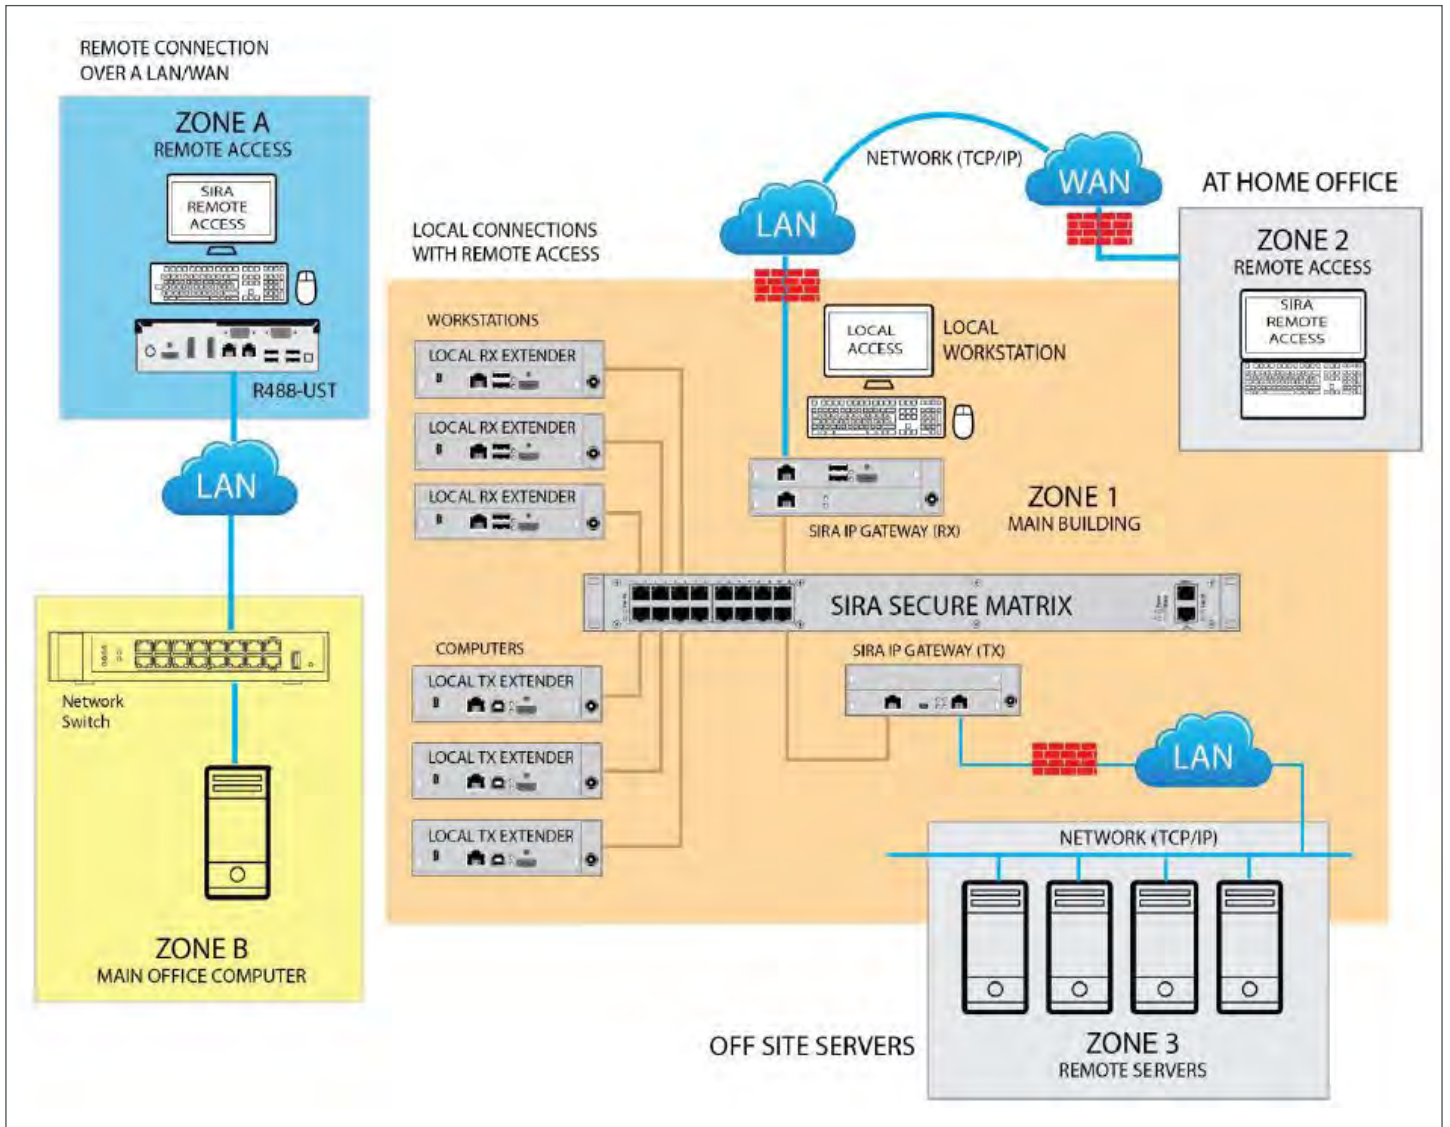 REMOTE CONNECTION
OVER A LAN/WAN
ZONE A
REMOTE ACCESS
SIRA
REMOTE
ACCESS
R488-UST
LAN
Network
Switch
ZONE B
MAIN OFFICE COMPUTER
LOCAL CONNECTIONS
WITH REMOTE ACCESS
WORKSTATIONS
LOCAL RX EXTENDER
LOCAL RX EXTENDER
LOCAL RX EXTENDER
COMPUTERS
LOCAL TX EXTENDER
LOCAL TX EXTENDER
LOCAL TX EXTENDER
NETWORK (TCP/IP)
LAN
WAN
LOCAL
ACCESS
LOCAL
WORKSTATION
SIRA IP GATEWAY (RX)
ZONE 1
MAIN BUILDING
SIRA SECURE MATRIX
SIRA IP GATEWAY (TX)
LAN
AT HOME OFFICE
ZONE 2
REMOTE ACCESS
SIRA
REMOTE
ACCESS
NETWORK (TCP/IP)
OFF SITE SERVERS
ZONE 3
REMOTE SERVERS